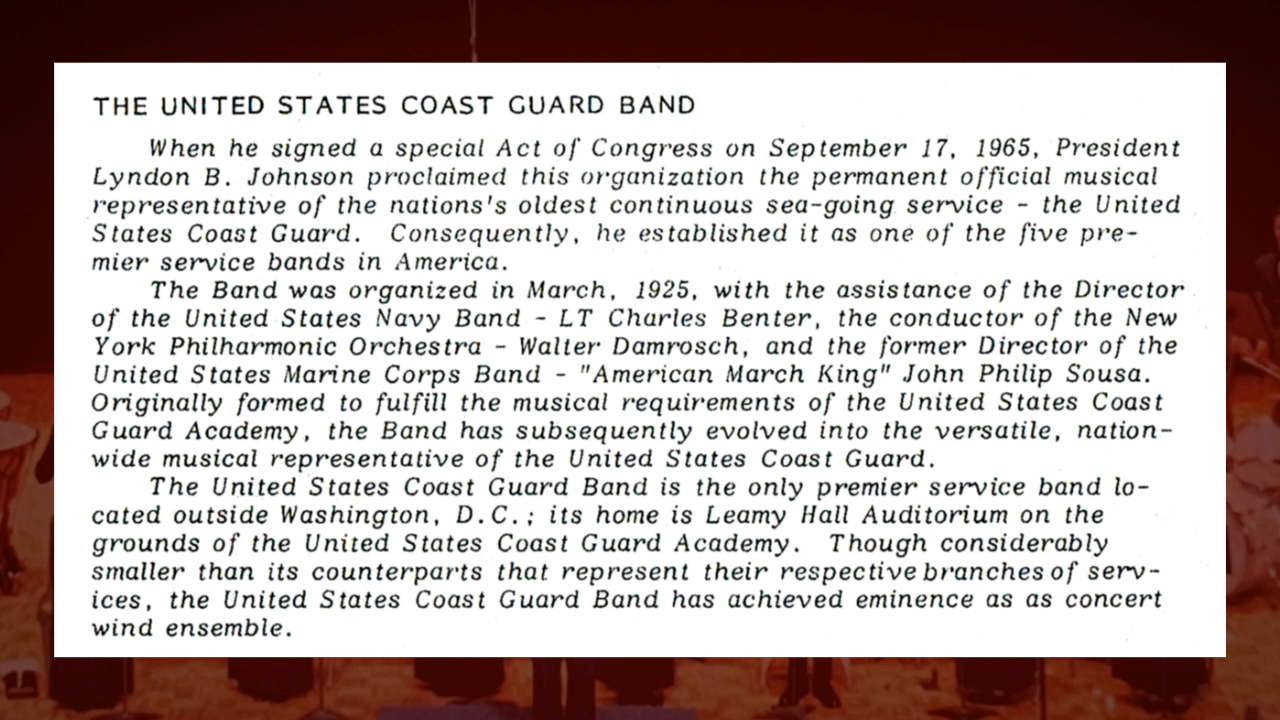 THE UNITED STATES COAST GUARD BAND
When he signed a special Act of Congress on September 17, 1965, President
Lyndon B. Johnson proclaimed this organization the permanent official musical
representative of the nations's oldest continuous sea-going service - the United
States Coast Guard. Consequently, he established it as one of the five pre-
mier service bands in America.
The Band was organized in March, 1925, with the assistance of the Director
of the United States Navy Band - LT Charles Benter, the conductor of the New
York Philharmonic Orchestra - Walter Damrosch, and the former Director of the
United States Marine Corps Band - "American March King" John Philip Sousa.
Originally formed to fulfill the musical requirements of the United States Coast
Guard Academy, the Band has subsequently evolved into the versatile, nation-
wide musical representative of the United States Coast Guard.
The United States Coast Guard Band is the only premier service band lo-
cated outside Washington, D.C.; its home is Leamy Hall Auditorium on the
grounds of the United States Coast Guard Academy. Though considerably
smaller than its counterparts that represent their respective branches of serv-
ices, the United States Coast Guard Band has achieved eminence as as concert
wind ensemble.